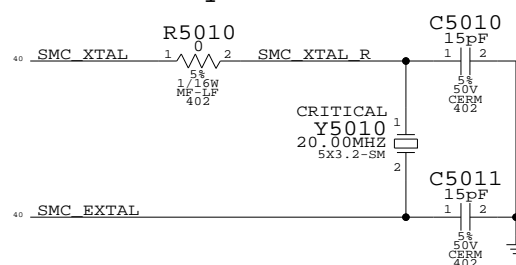 R5010
0
40 SMC_XTAL 1 2 SMC_XTAL_R
5%
1/16W
MF-LF
402
C5010
15pF
1 2
5%
50V
CERM
402
CRITICAL
Y5010
20.00MHZ
5X3.2-SM
1
2
C5011
15pF
40 SMC_EXTAL 1 2
5%
50V
CERM
402